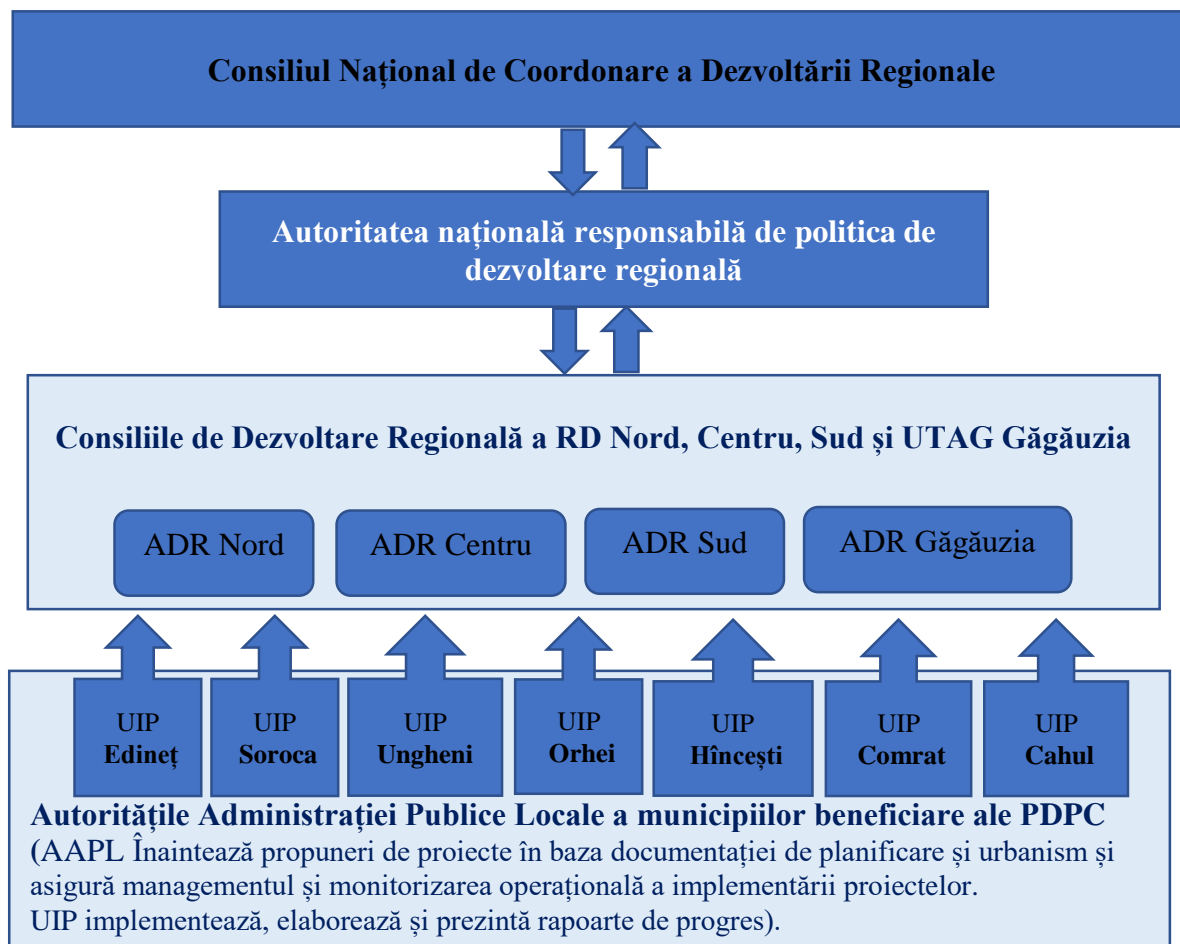 Consiliul Național de Coordonare a Dezvoltării Regionale
Autoritatea națională responsabilă de politica de
dezvoltare regională
Consiliile de Dezvoltare Regională a RD Nord, Centru, Sud și UTAG Găgăuzia
ADR Nord
ADR Centru
ADR Sud
ADR Găgăuzia
UIP
Edineț
UIP
Soroca
UIP
Ungheni
UIP
Orhei
UIP
Hîncești
UIP
Comrat
UIP
Cahul
Autoritățile Administrației Publice Locale a municipiilor beneficiare ale PDPC
(AAPL Înaintează propuneri de proiecte în baza documentației de planificare și urbanism și
asigură managementul și monitorizarea operațională a implementării proiectelor.
UIP implementează, elaborează și prezintă rapoarte de progres).